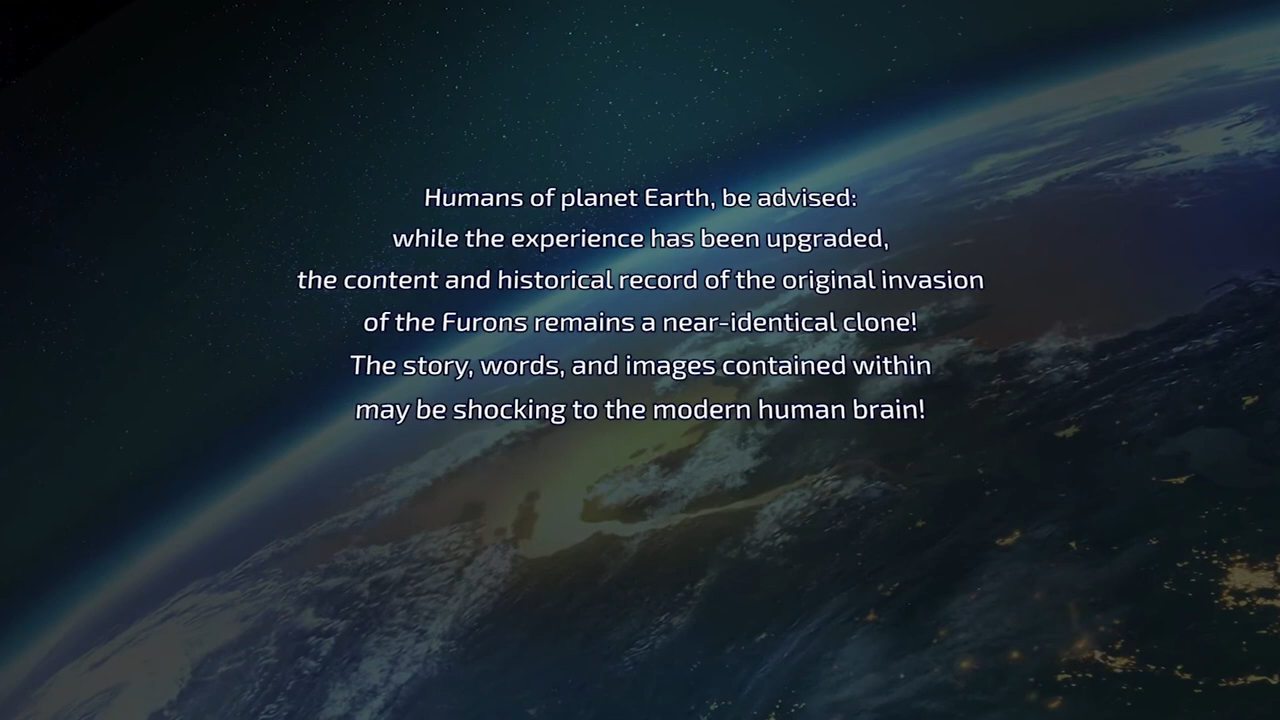 Humans of planet Earth, be advised:
while the experience has been upgraded,
the content and historical record of the original invasion
of the Furons remains a near-identical clone!
The story, words, and images contained within
may be shocking to the modern human brain!